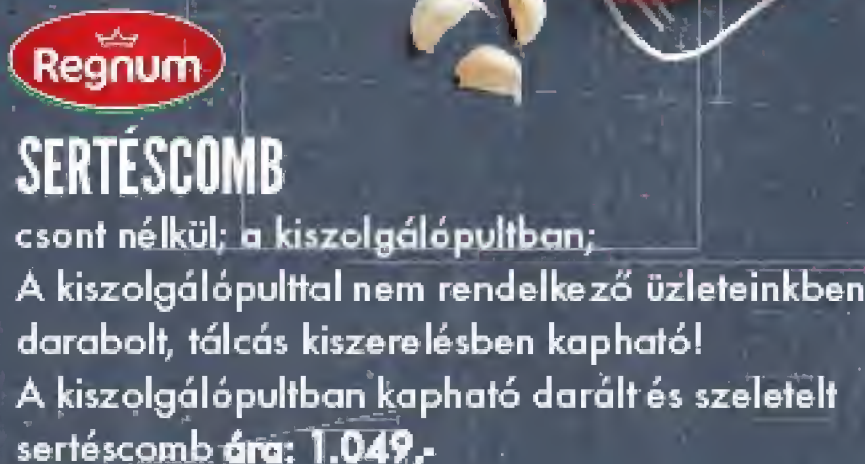 Regnum
SERTÉSCOMB
csont nélkül; a kiszolgálópultban;
A kiszolgálópulttal nem rendelkező üzleteinkben
darabolt, tálcás kiszerelésben kapható!
A kiszolgálópultban kapható darált és szeletelt
sertéscomb ára: 1.049,-